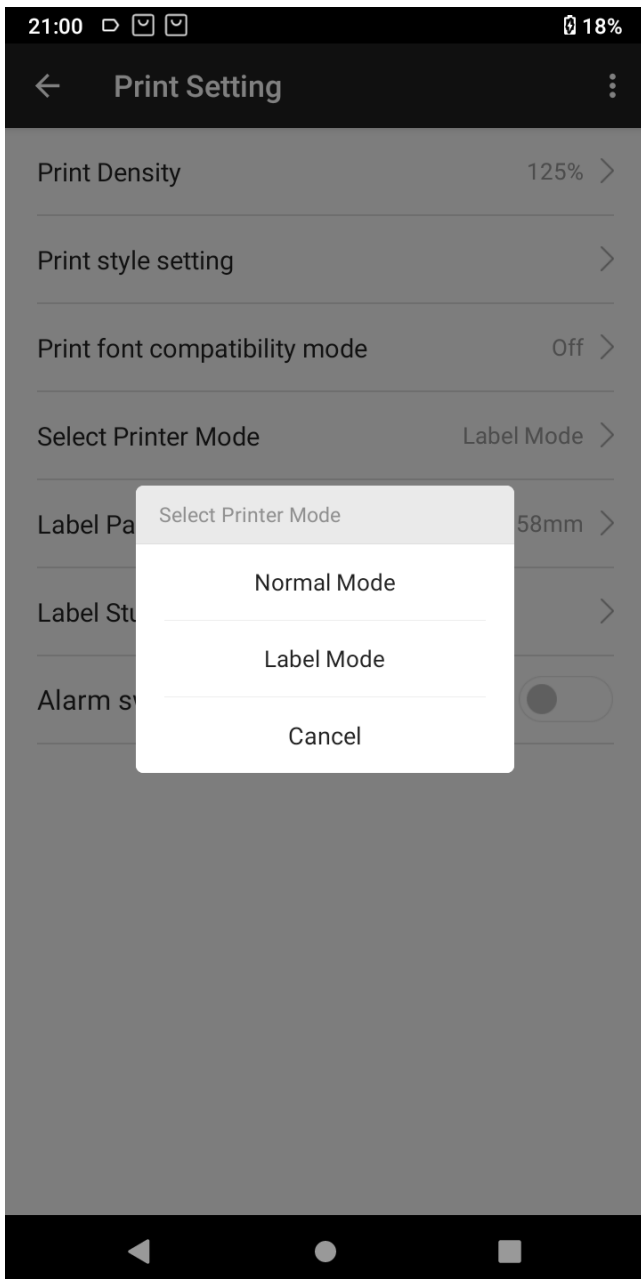 21:00
18%
Print Setting
Print Density 125%
Print style setting
Print font compatibility mode Off
Select Printer Mode Label Mode
Label Pa 58mm
Label Stu
Alarm s
Select Printer Mode
Normal Mode
Label Mode
Cancel